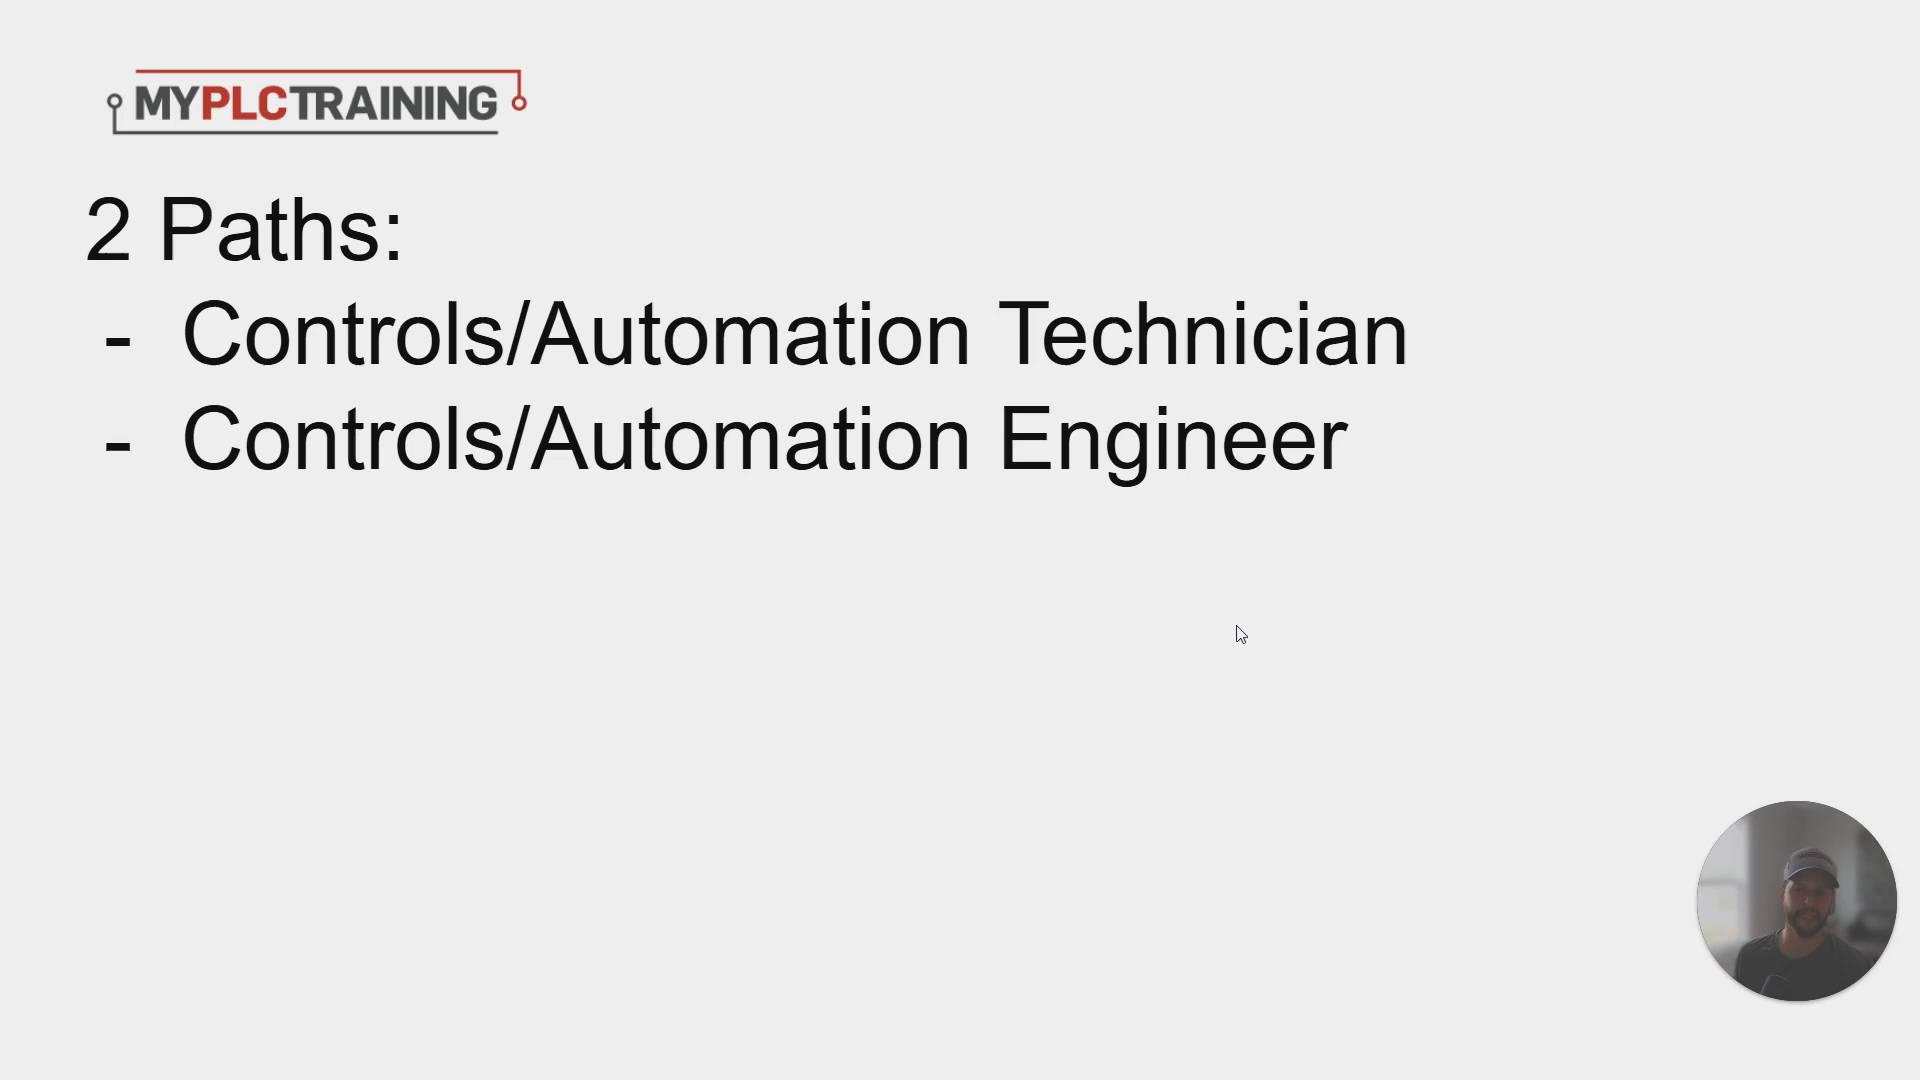 MYPLCTRAINING
2 Paths:
- Controls/Automation Technician
- Controls/Automation Engineer